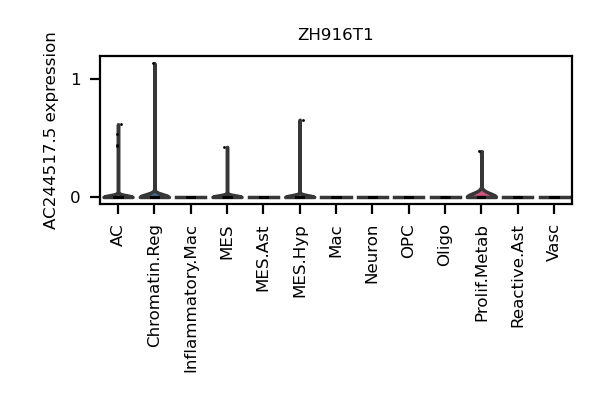 ZH916T1
AC244517.5 expression
1
0
AC
Chromatin.Reg
Inflammatory.Mac
MES
MES.Ast
MES.Hyp
Mac
Neuron
OPC
Oligo
Prolif.Metab
Reactive.Ast
Vasc